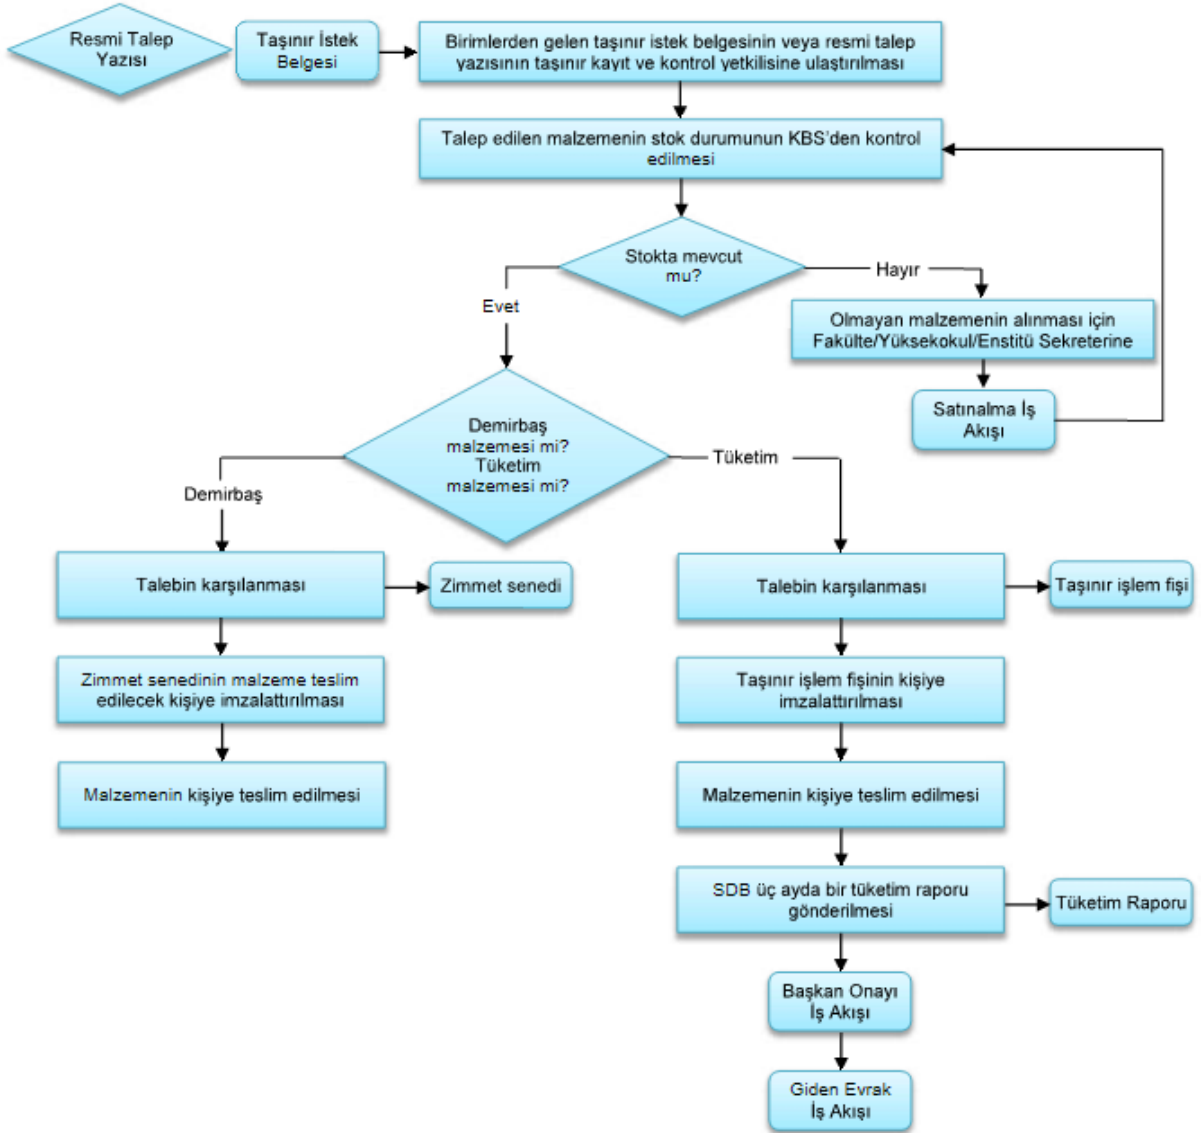 Resmi Talep
Yazısı
Taşınır İstek
Belgesi
Birimlerden gelen taşınır istek belgesinin veya resmi talep
yazısının taşınır kayıt ve kontrol yetkilisine ulaştırılması
Talep edilen malzemenin stok durumunun KBS'den kontrol
edilmesi
Stokta mevcut
mu?
Hayır
Evet
Olmayan malzemenin alınması için
Fakülte/Yüksekokul/Enstitü Sekreterine
Satınalma İş
Akışı
Demirbaş
malzemesi mi?
Tüketim
malzemesi mi?
Tüketim
Demirbaş
Talebin karşılanması
Zimmet senedi
Talebin karşılanması
Taşınır işlem fişi
Zimmet senedinin malzeme teslim
edilecek kişiye imzalattırılması
Taşınır işlem fişinin kişiye
imzalattırılması
Malzemenin kişiye teslim edilmesi
Malzemenin kişiye teslim edilmesi
SDB üç ayda bir tüketim raporu
gönderilmesi
Tüketim Raporu
Başkan Onayı
İş Akışı
Giden Evrak
İş Akışı